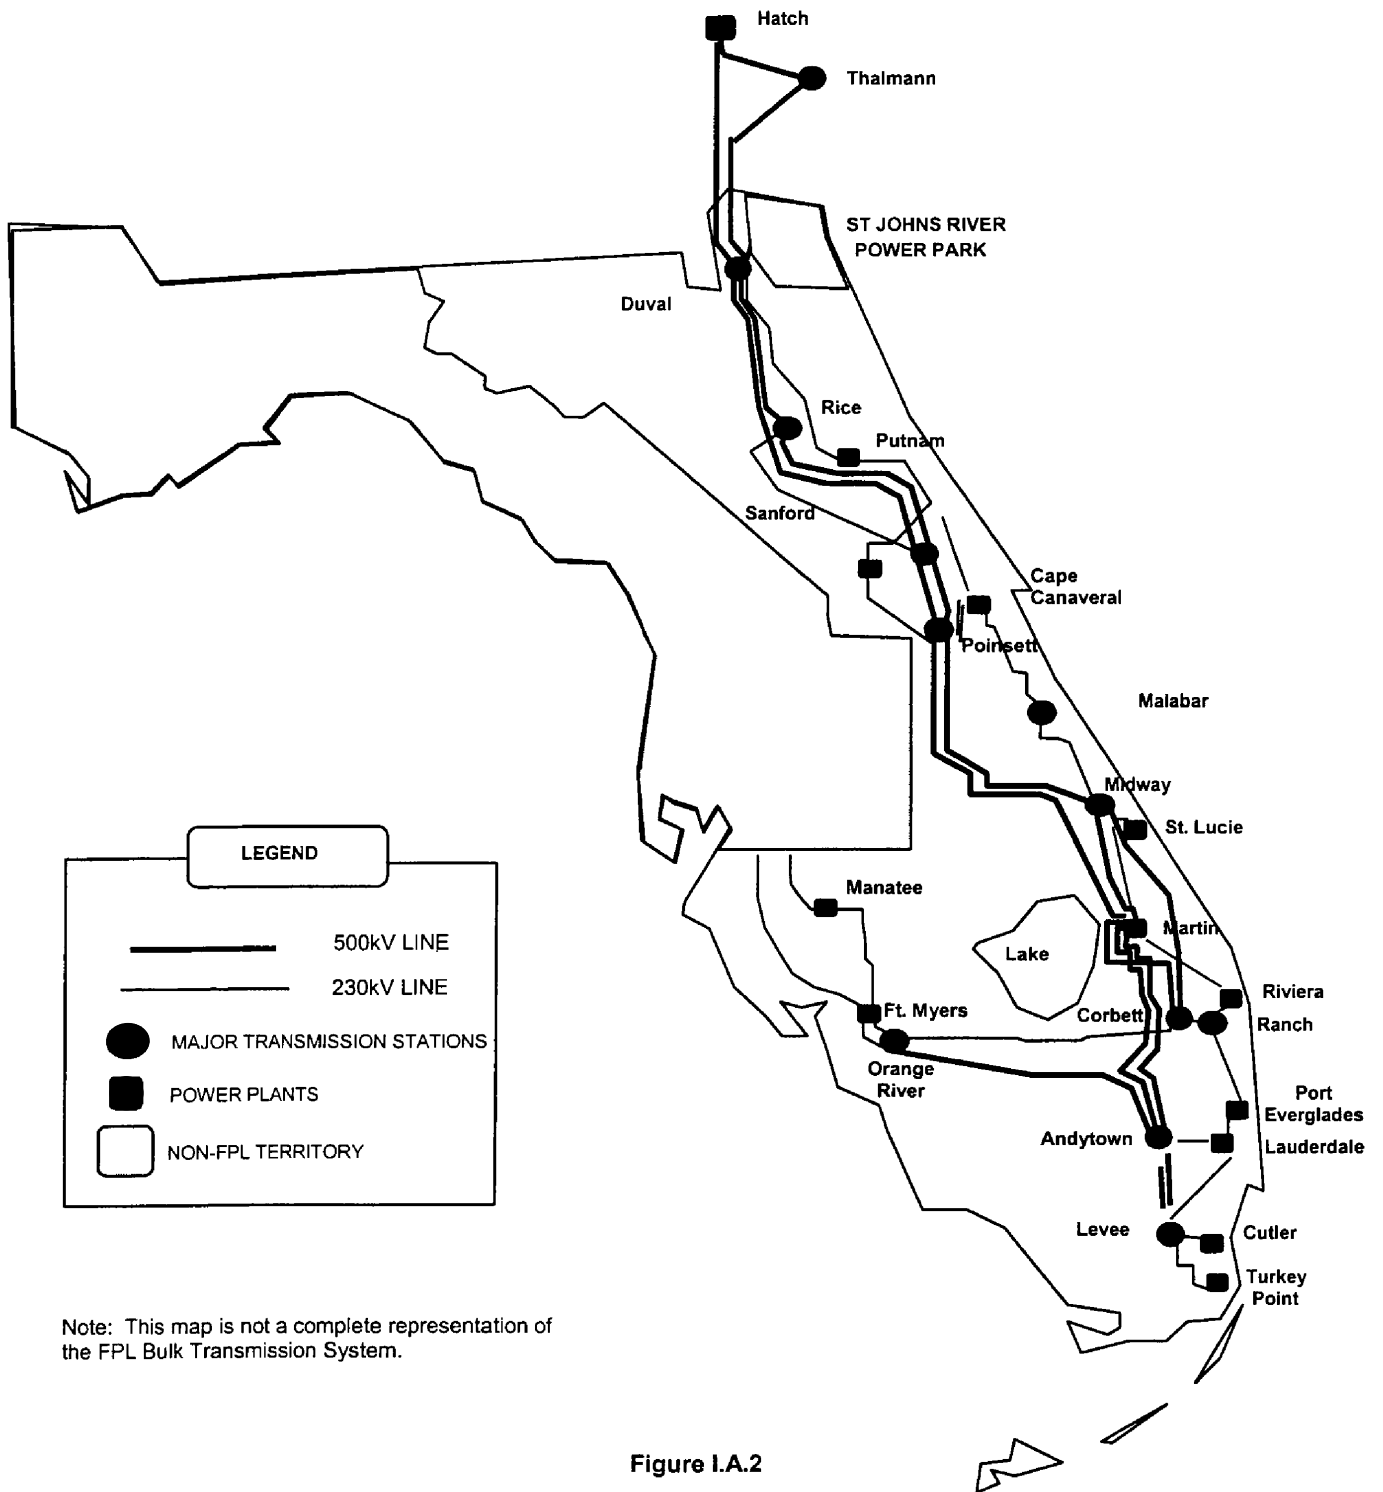 Hatch
Thalmann
ST JOHNS RIVER
POWER PARK
Duval
Rice
Putnam
Sanford
Cape
Canaveral
Poinsett
Malabar
Midway
St. Lucie
Manatee
Martin
Lake
Riviera
Ft. Myers
Corbett
Ranch
Orange
River
Port
Everglades
Andytown
Lauderdale
Levee
Cutler
Turkey
Point
LEGEND
500kV LINE
230kV LINE
MAJOR TRANSMISSION STATIONS
POWER PLANTS
NON-FPL TERRITORY
Note: This map is not a complete representation of
the FPL Bulk Transmission System.
Figure I.A.2